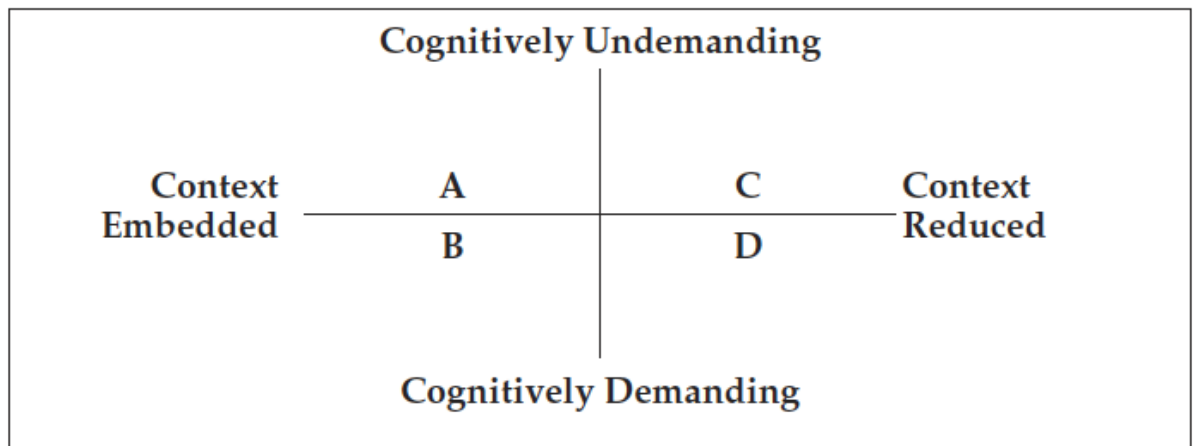 Cognitively Undemanding
Context
Embedded
A
C
Context
Reduced
B
D
Cognitively Demanding